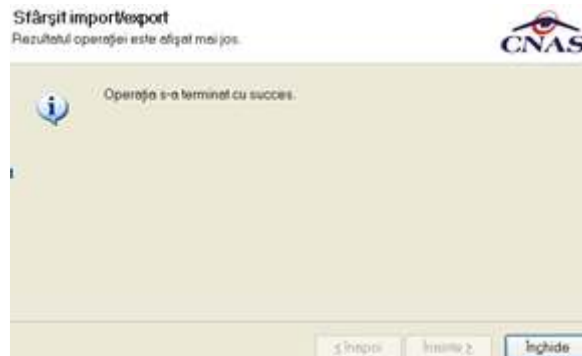 Sfârşit import/export
Rezultatul operaţiei este afişat mai jos.
CNAS
Operaţia s-a terminat cu succes.
< Înapoi
Înainte >
Închide